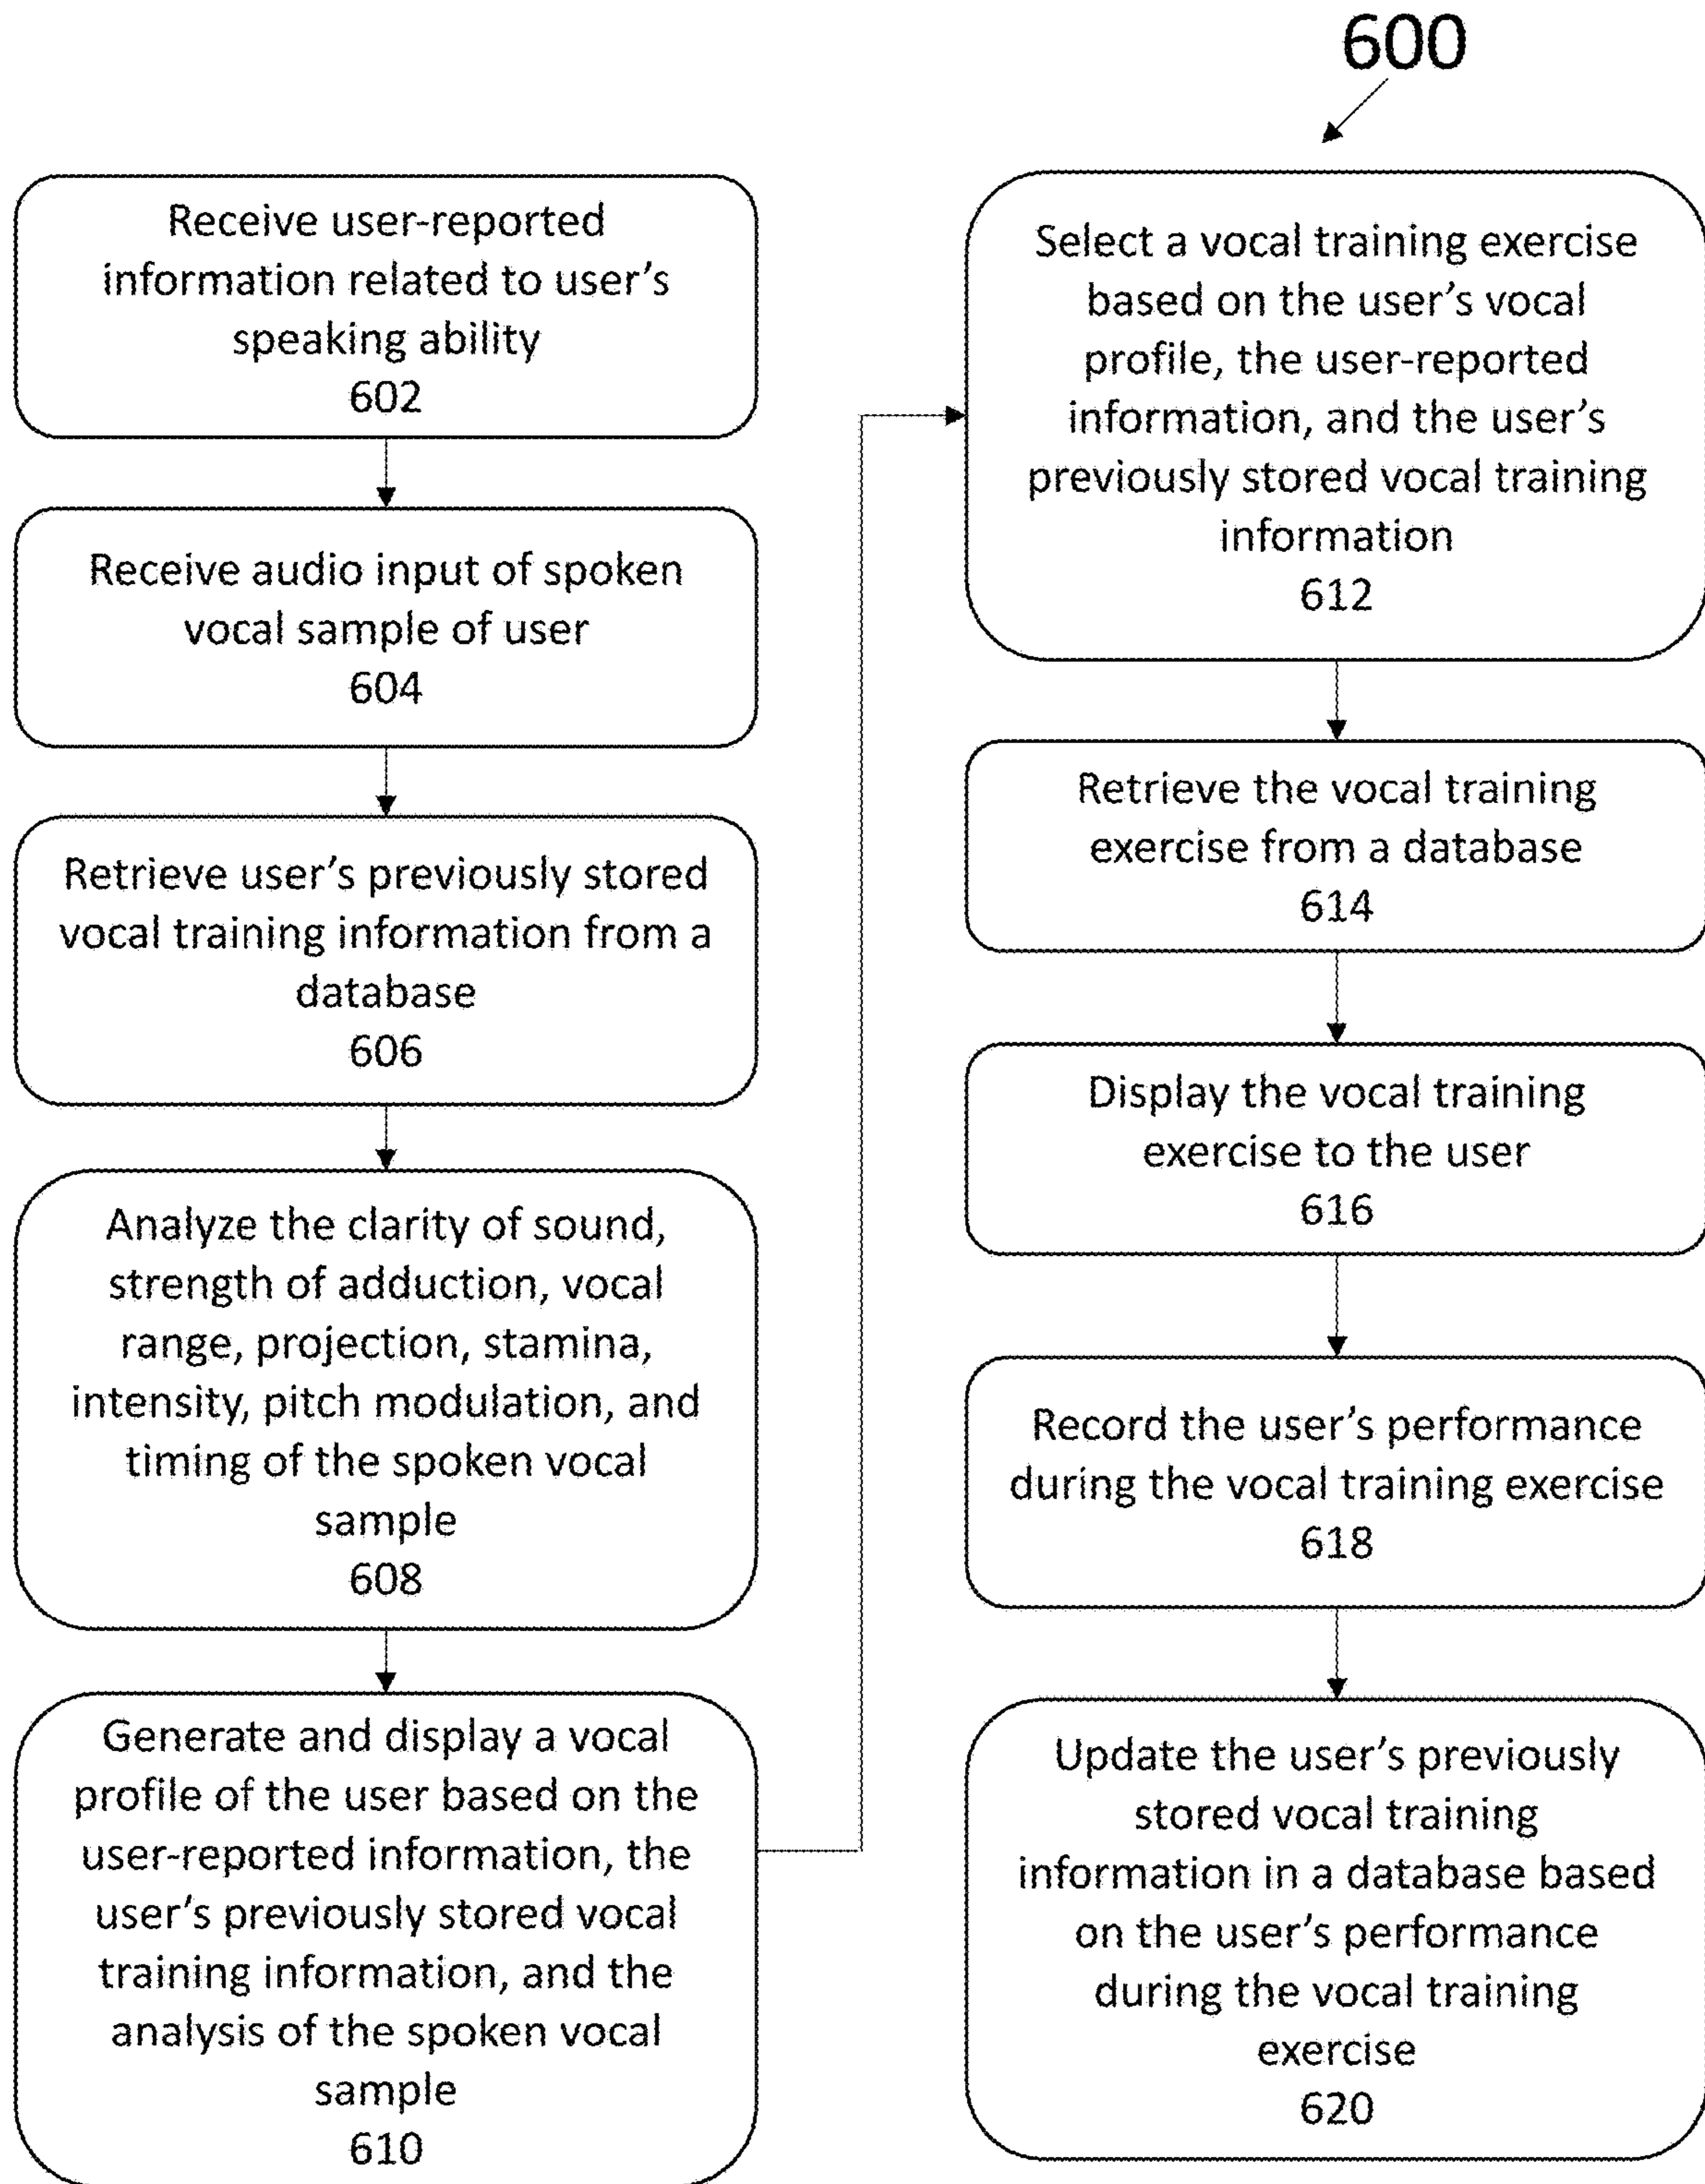 600
Receive user-reported
information related to user's
speaking ability
602
Receive audio input of spoken
vocal sample of user
604
Retrieve user's previously stored
vocal training information from a
database
606
Analyze the clarity of sound,
strength of adduction, vocal
range, projection, stamina,
intensity, pitch modulation, and
timing of the spoken vocal
sample
608
Generate and display a vocal
profile of the user based on the
user-reported information, the
user's previously stored vocal
training information, and the
analysis of the spoken vocal
sample
610
Select a vocal training exercise
based on the user's vocal
profile, the user-reported
information, and the user's
previously stored vocal training
information
612
Retrieve the vocal training
exercise from a database
614
Display the vocal training
exercise to the user
616
Record the user's performance
during the vocal training exercise
618
Update the user's previously
stored vocal training
information in a database based
on the user's performance
during the vocal training
exercise
620